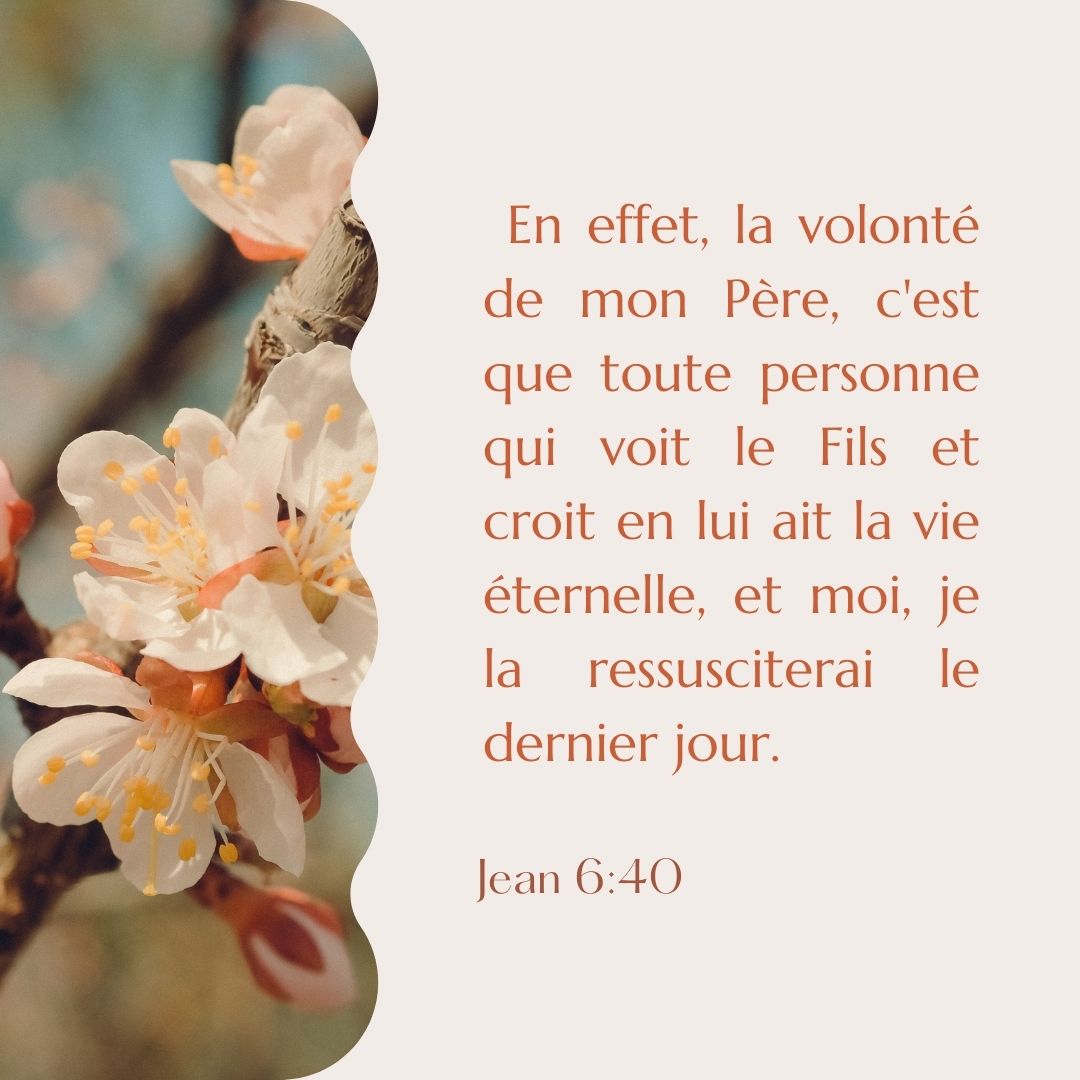 En effet, la volonté
de mon Père, c'est
que toute personne
qui voit le Fils et
croit en lui ait la vie
éternelle, et moi, je
la ressusciterai le
dernier jour.
Jean 6:40